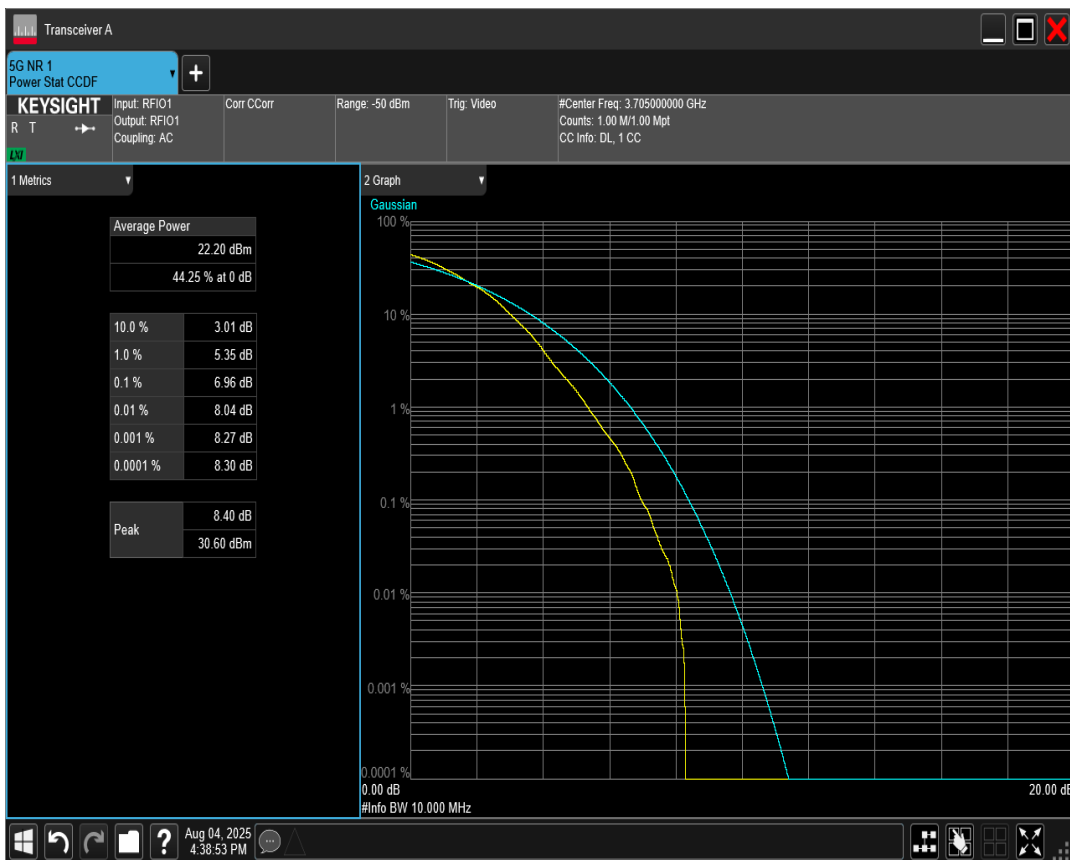 Transceiver A
5G NR 1
Power Stat CCDF
KEYSIGHT
R T
LXI
Input: RFIO1
Output: RFIO1
Coupling: AC
Corr CCorr
Range: -50 dBm
Trig: Video
#Center Freq: 3.705000000 GHz
Counts: 1.00 M/1.00 Mpt
CC Info: DL, 1 CC
1 Metrics
Average Power
22.20 dBm
44.25 % at 0 dB
10.0 % 3.01 dB
1.0 % 5.35 dB
0.1 % 6.96 dB
0.01 % 8.04 dB
0.001 % 8.27 dB
0.0001 % 8.30 dB
Peak 8.40 dB
30.60 dBm
2 Graph
Gaussian
100 %
10 %
1 %
0.1 %
0.01 %
0.001 %
0.0001 %
0.00 dB 20.00 dB
#Info BW 10.000 MHz
?
Aug 04, 2025
4:38:53 PM